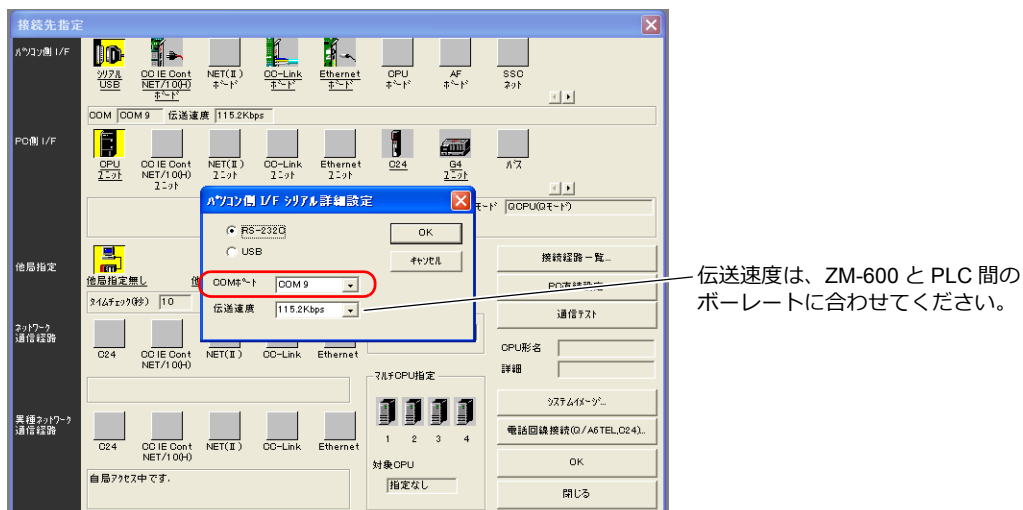 接続先指定
ﾊﾟｿｺﾝ側 I/F
ｼﾘｱﾙ
USB
CC IE Cont
NET/10(H)
ﾎﾞｰﾄﾞ
NET(Ⅱ)
ﾎﾞｰﾄﾞ
CC-Link
ﾎﾞｰﾄﾞ
Ethernet
ﾎﾞｰﾄﾞ
CPU
ﾎﾞｰﾄﾞ
AF
ﾎﾞｰﾄﾞ
SSC
ﾈｯﾄ
COM COM 9 伝送速度 115.2Kbps
PC側 I/F
CPU
ﾕﾆｯﾄ
CC IE Cont
NET/10(H)
ﾕﾆｯﾄ
NET(Ⅱ)
ﾕﾆｯﾄ
CC-Link
ﾕﾆｯﾄ
Ethernet
ﾕﾆｯﾄ
C24
G4
ﾕﾆｯﾄ
ﾊﾞｽ
ﾓｰﾄﾞ QCPU(Qﾓｰﾄﾞ)
ﾊﾟｿｺﾝ側 I/F ｼﾘｱﾙ詳細設定
RS-232C
USB
COMﾎﾟｰﾄ COM 9
伝送速度 115.2Kbps
OK
ｷｬﾝｾﾙ
伝送速度は、ZM-600 と PLC 間の
ボーレートに合わせてください。
他局指定
他局指定無し
ﾀｲﾑﾁｪｯｸ(秒) 10
接続経路一覧...
PC直結設定
通信ﾃｽﾄ
CPU形名
詳細
ｼｽﾃﾑｲﾒｰｼﾞ...
電話回線接続(Q/A6TEL,C24)...
OK
閉じる
ﾈｯﾄﾜｰｸ
通信経路
C24
CC IE Cont
NET/10(H)
NET(Ⅱ)
CC-Link
Ethernet
ﾏﾙﾁCPU指定
1 2 3 4
対象CPU
指定なし
異種ﾈｯﾄﾜｰｸ
通信経路
C24
CC IE Cont
NET/10(H)
NET(Ⅱ)
CC-Link
Ethernet
自局ｱｸｾｽ中です.